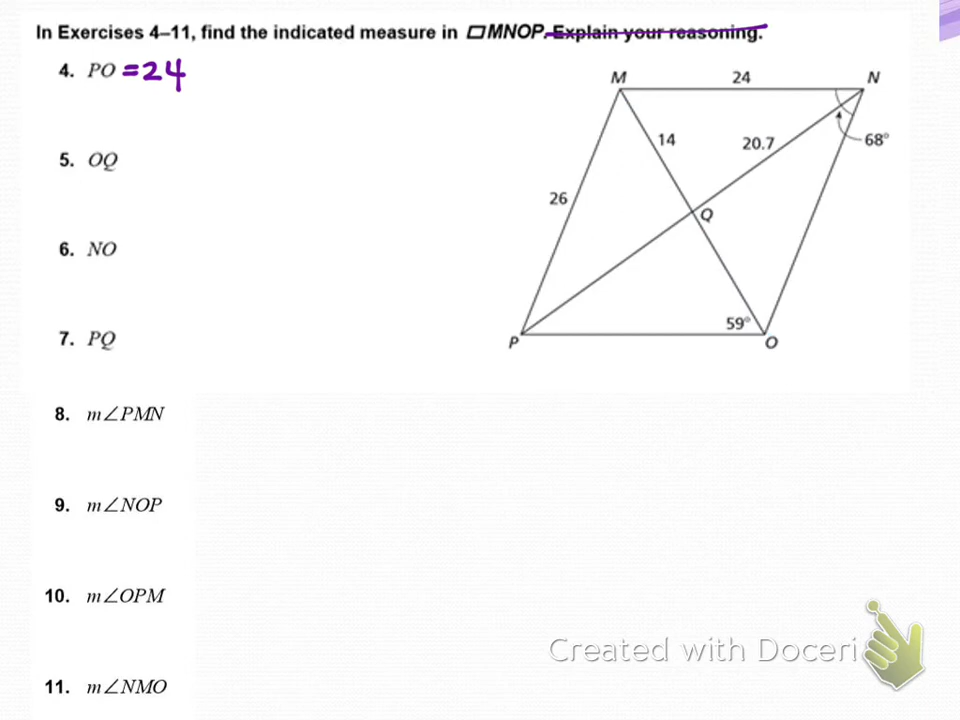 In Exercises 4–11, find the indicated measure in ▱MNOP. Explain your reasoning.
4. PO =24
5. OQ
6. NO
7. PQ
8. m∠PMN
9. m∠NOP
10. m∠OPM
11. m∠NMO
M 24 N
14 20.7 68°
26
Q
59°
P O
Created with Doceri